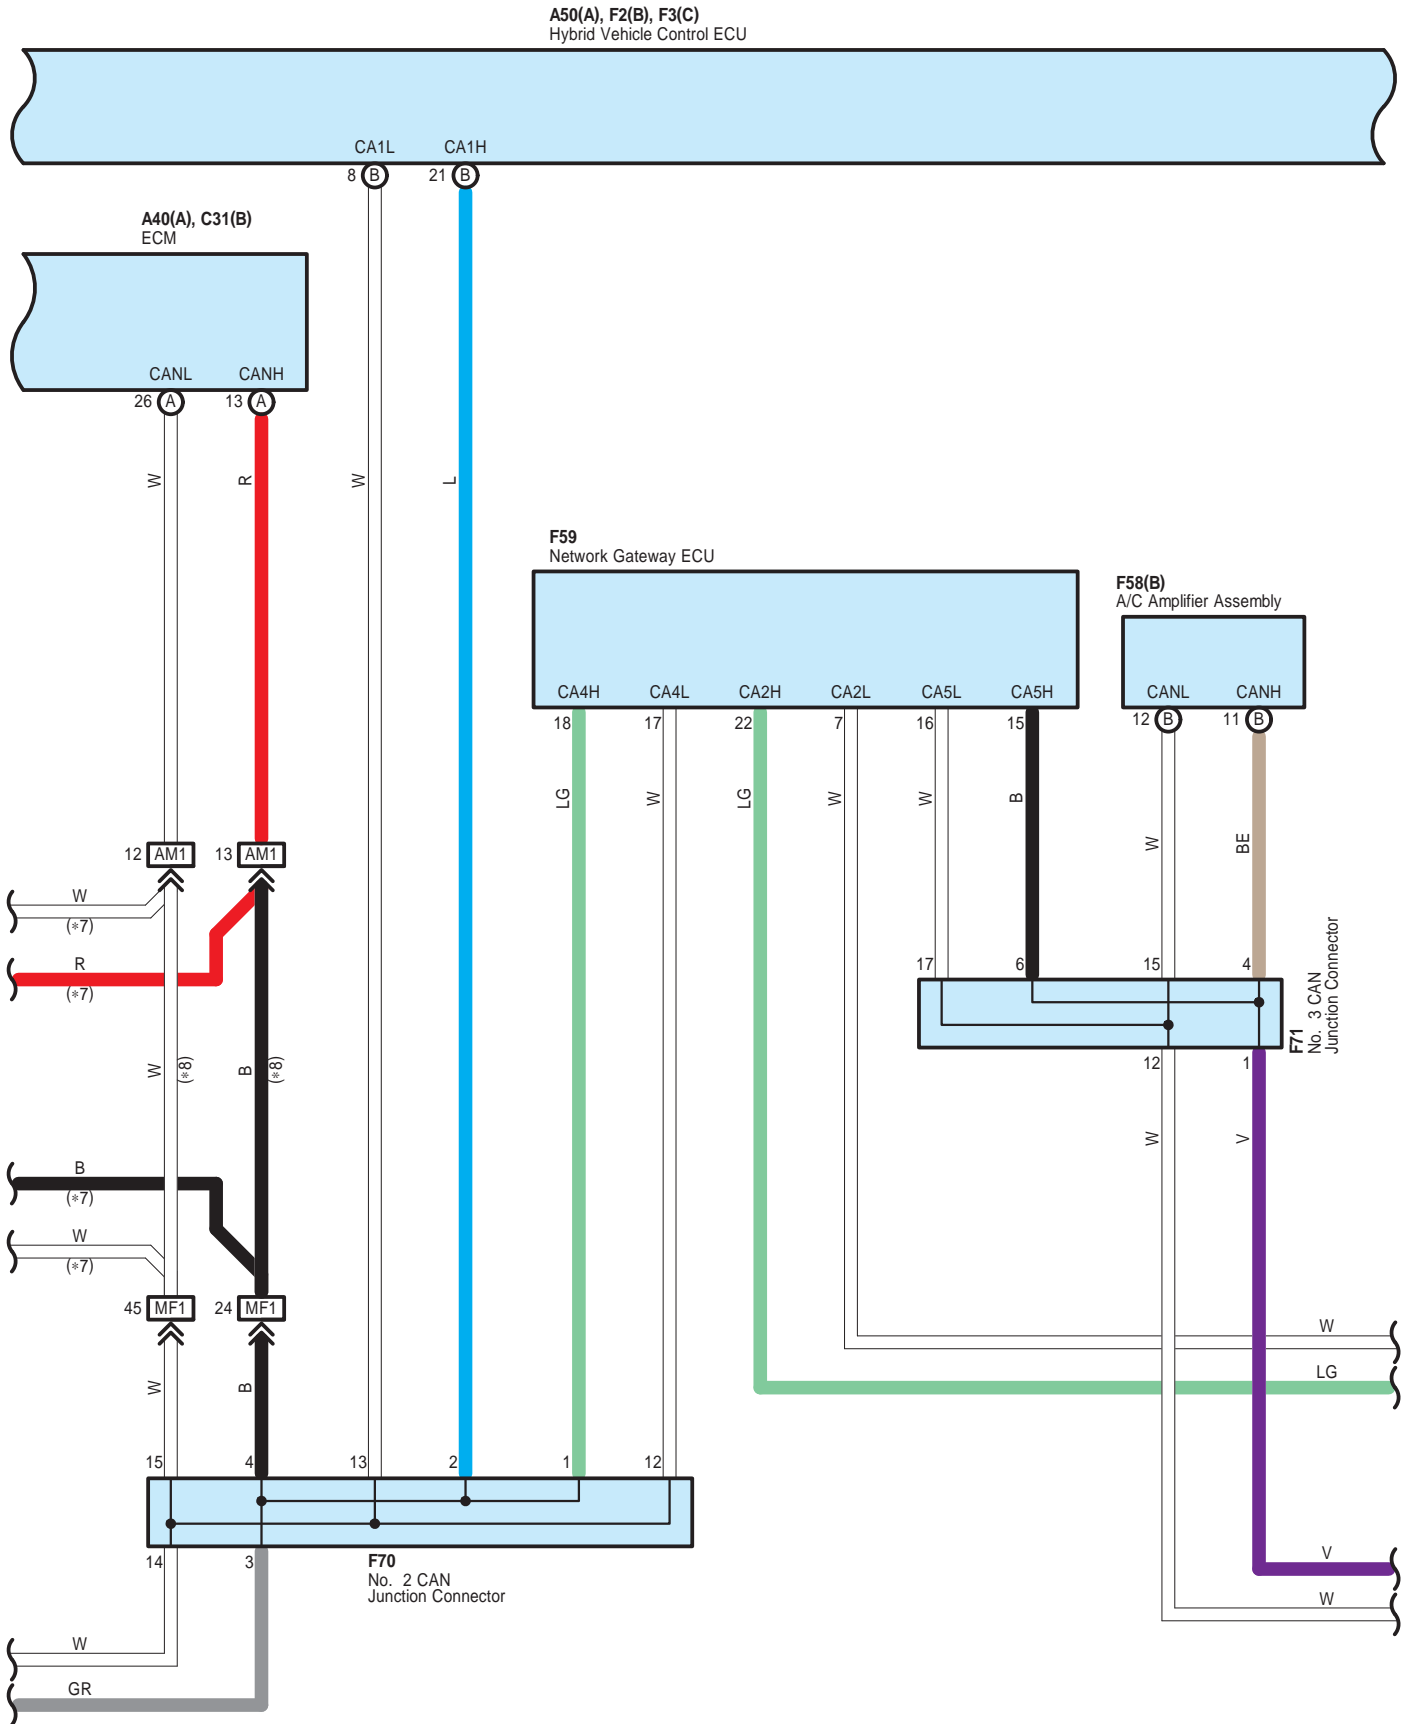 A50(A), F2(B), F3(C)
Hybrid Vehicle Control ECU
CA1L CA1H
8 B 21 B
A40(A), C31(B)
ECM
CANL CANH
26 A 13 A
W R W L
F59
Network Gateway ECU
F58(B)
A/C Amplifier Assembly
CA4H CA4L CA2H CA2L CA5L CA5H
CANL CANH
18 17 22 7 16 15
12 B 11 B
LG W LG W W B
W BE
12 AM1 13 AM1
W
(*7)
R
(*7)
17 6 15 4
F71
No. 3 CAN
Junction Connector
W (*8) B (*8)
12 1
W V
B
(*7)
W
(*7)
45 MF1 24 MF1
W
LG
W B
15 4 13 2 1 12
14 3
F70
No. 2 CAN
Junction Connector
V
W
W
GR